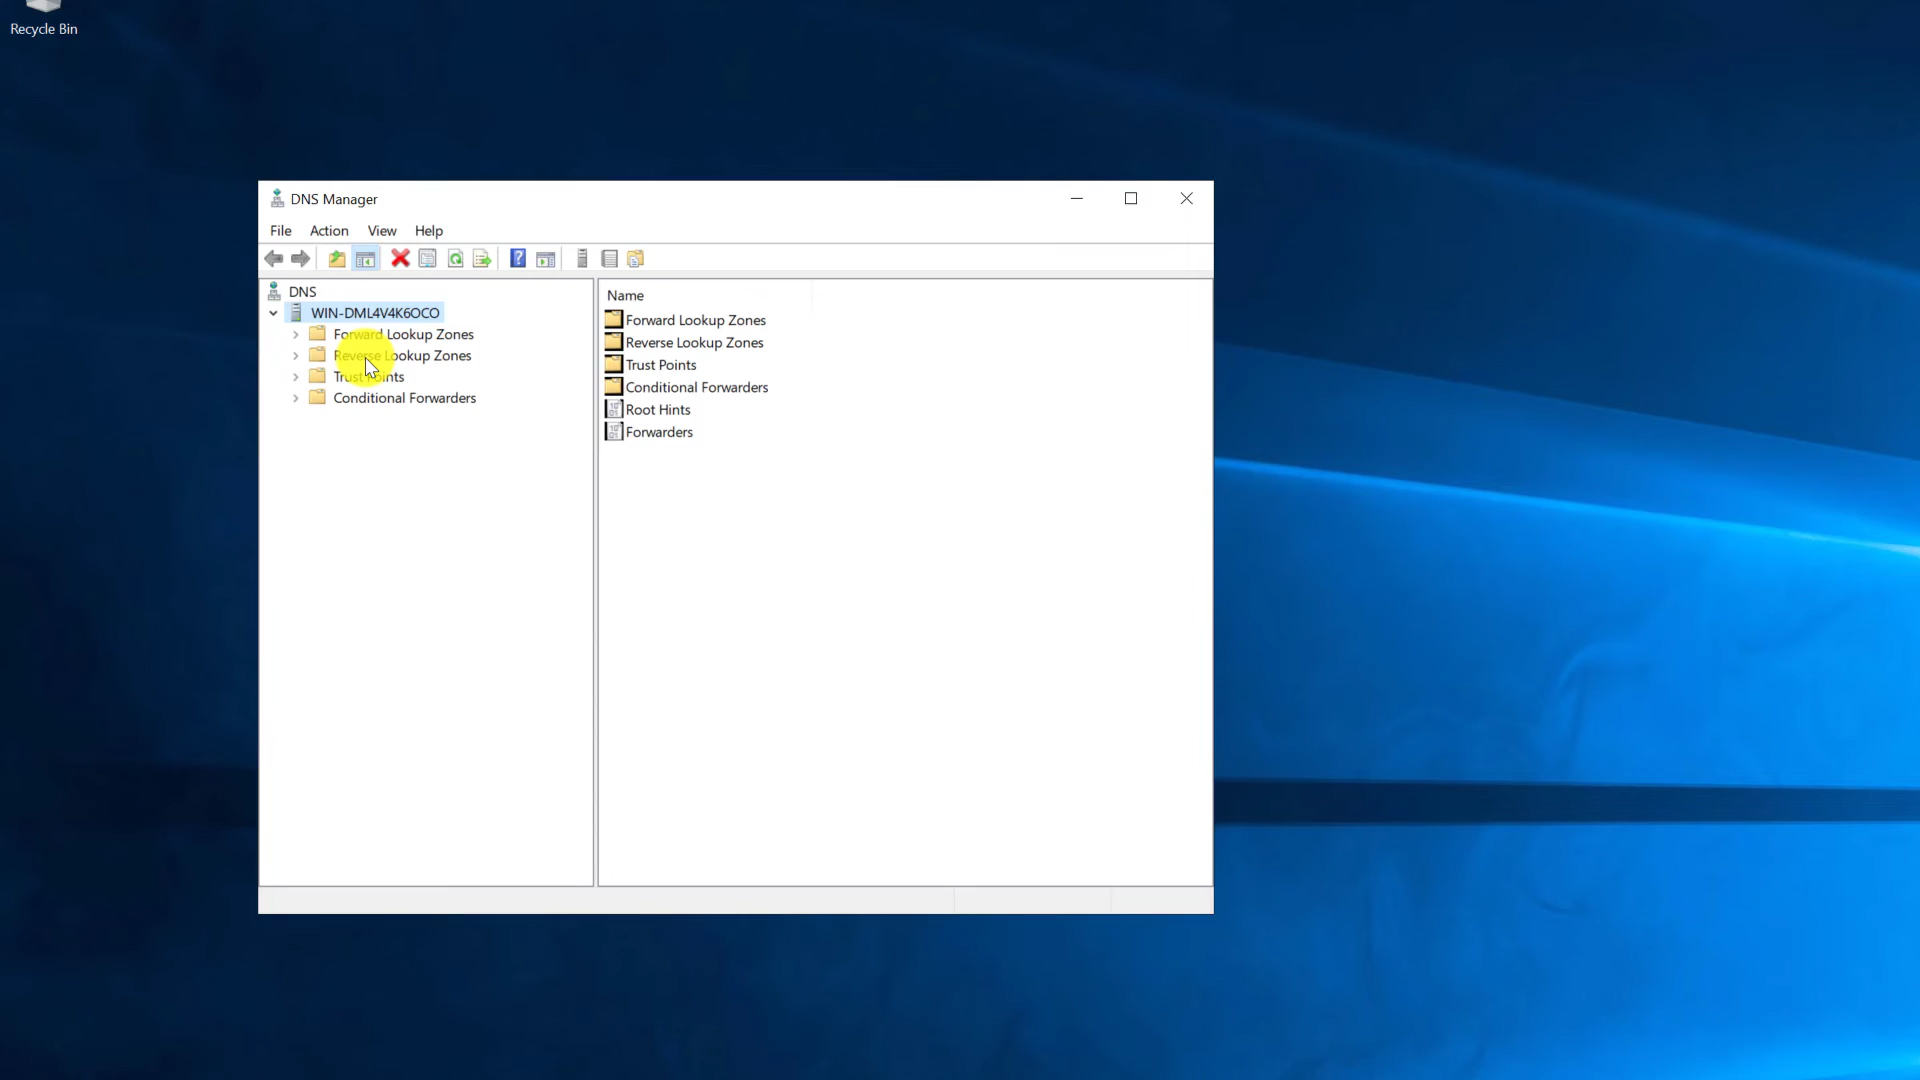 Recycle Bin
DNS Manager
File Action View Help
DNS
WIN-DML4V4K6OCO
Forward Lookup Zones
Reverse Lookup Zones
Trust Points
Conditional Forwarders
Name
Forward Lookup Zones
Reverse Lookup Zones
Trust Points
Conditional Forwarders
Root Hints
Forwarders